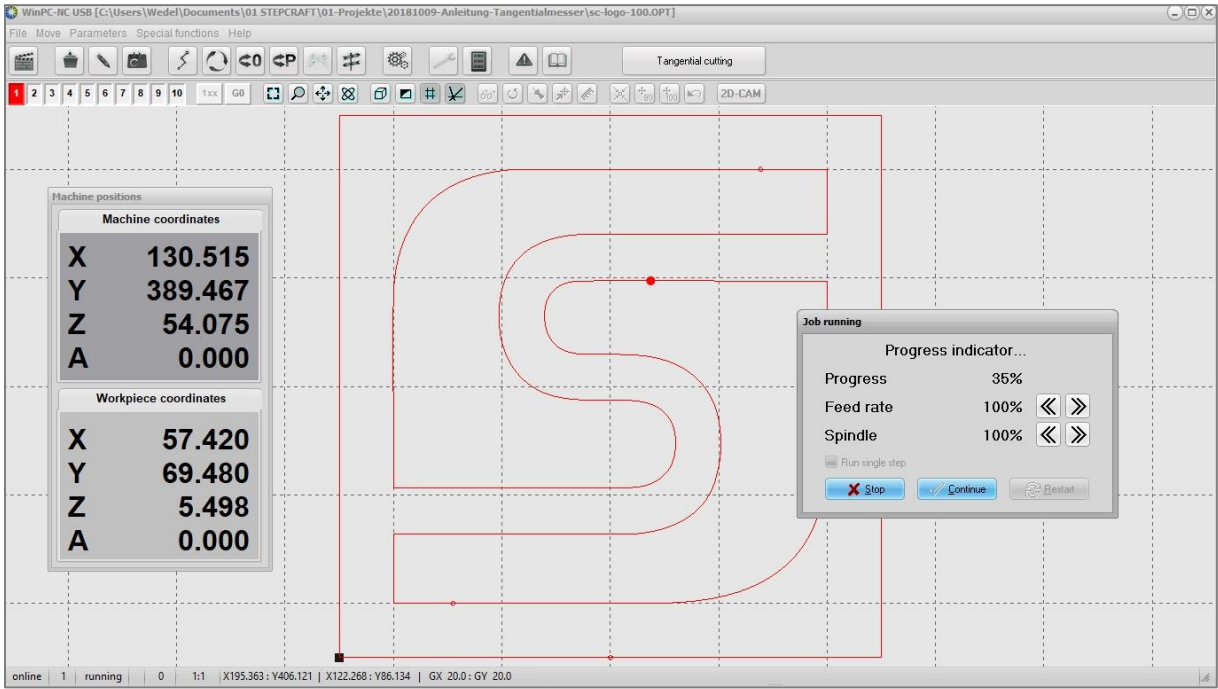 WinPC-NC USB [C:\Users\Wedel\Documents\01 STEPCRAFT\01-Projekte\20181009-Anleitung-Tangentialmesser\sc-logo-100.OPT]
File Move Parameters Special functions Help
0 P Tangential cutting
1 2 3 4 5 6 7 8 9 10 1xx G0 90 100 2D-CAM
Machine positions
Machine coordinates
X 130.515
Y 389.467
Z 54.075
A 0.000
Workpiece coordinates
X 57.420
Y 69.480
Z 5.498
A 0.000
Job running
Progress indicator...
Progress 35%
Feed rate 100%
Spindle 100%
Run single step
Stop Continue Restart
online 1 running 0 1:1 X195.363 : Y406.121 | X122.268 : Y86.134 | GX 20.0 : GY 20.0